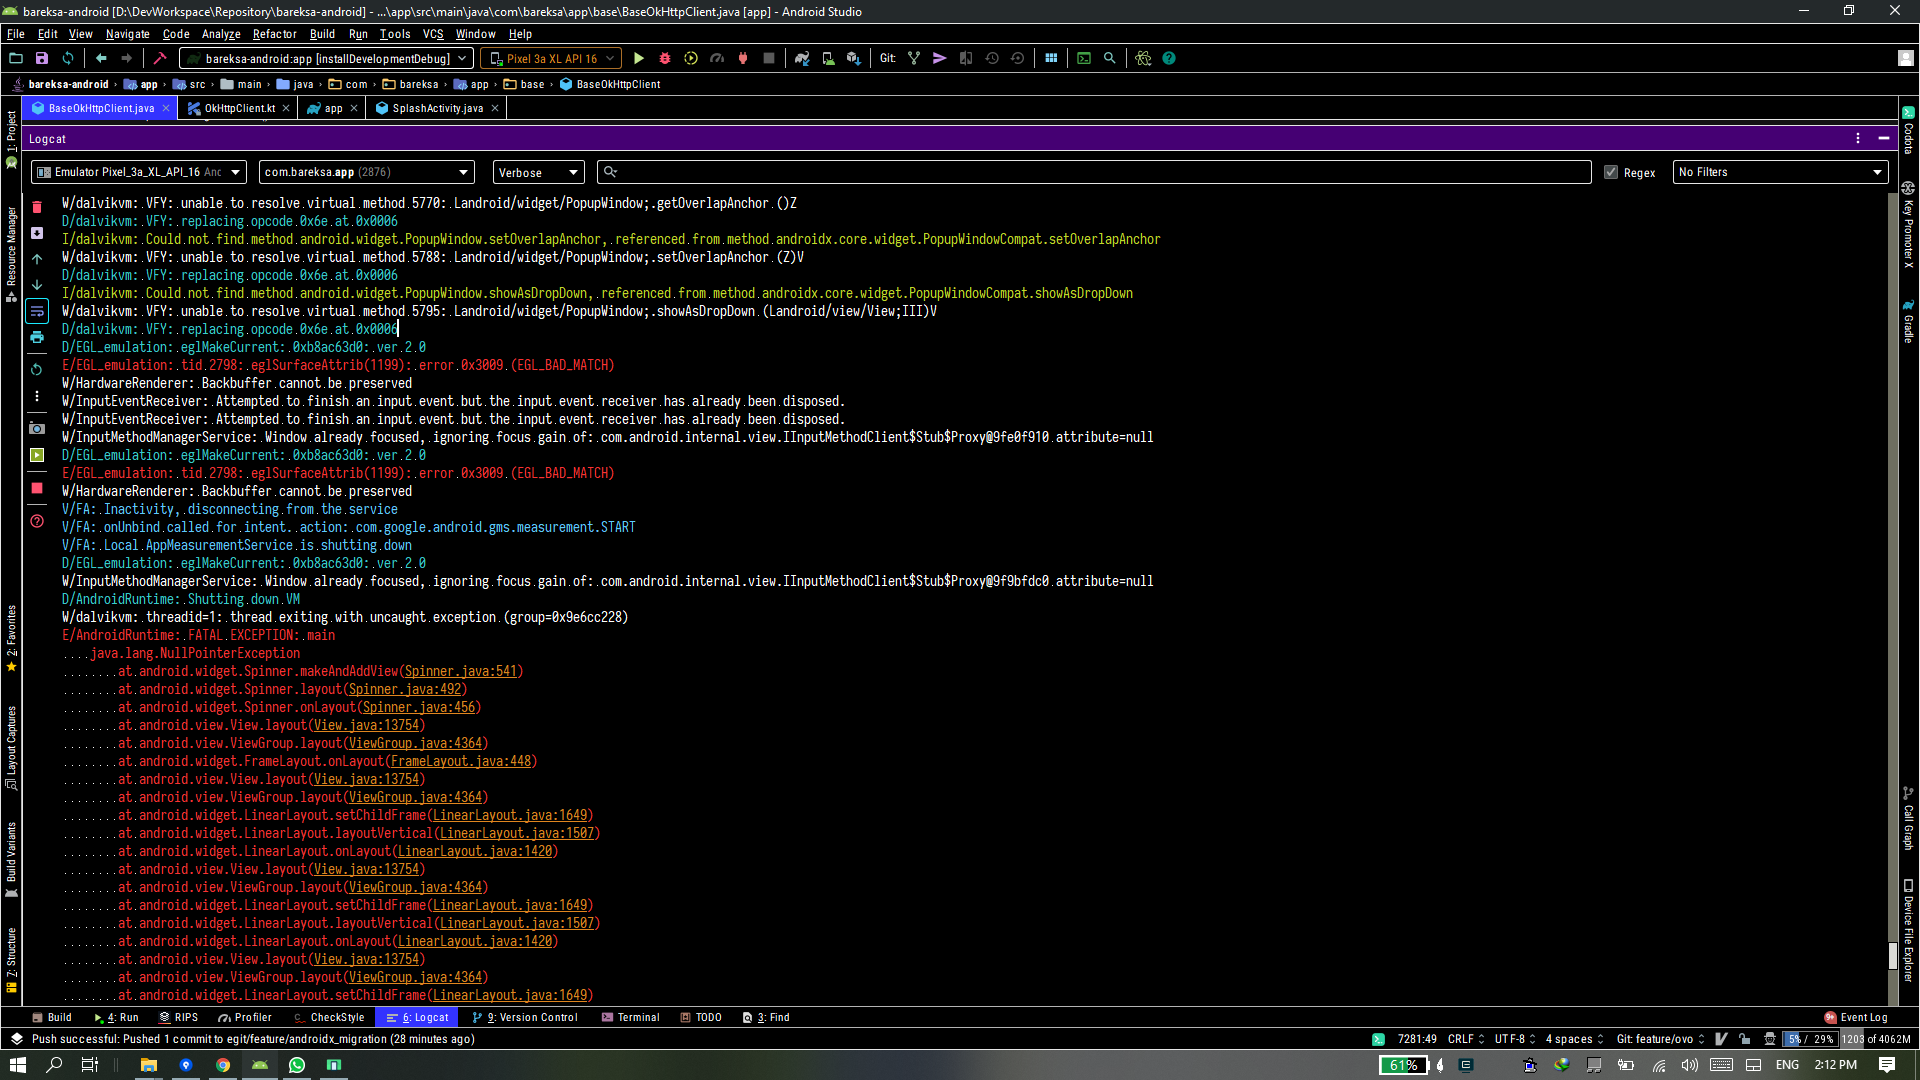 bareksa-android [D:\DevWorkspace\Repository\bareksa-android] - ...\app\src\main\java\com\bareksa\app\base\BaseOkHttpClient.java [app] - Android Studio
File Edit View Navigate Code Analyze Refactor Build Run Tools VCS Window Help
bareksa-android:app [installDevelopmentDebug] Pixel 3a XL API 16 Git:
bareksa-android app src main java com bareksa app base BaseOkHttpClient
BaseOkHttpClient.java OkHttpClient.kt app SplashActivity.java
Logcat
Emulator Pixel_3a_XL_API_16 And com.bareksa.app (2876) Verbose Regex No Filters
W/dalvikvm: VFY: unable to resolve virtual method 5770: Landroid/widget/PopupWindow;.getOverlapAnchor ()Z
D/dalvikvm: VFY: replacing opcode 0x6e at 0x0006
I/dalvikvm: Could not find method android.widget.PopupWindow.setOverlapAnchor, referenced from method androidx.core.widget.PopupWindowCompat.setOverlapAnchor
W/dalvikvm: VFY: unable to resolve virtual method 5788: Landroid/widget/PopupWindow;.setOverlapAnchor (Z)V
D/dalvikvm: VFY: replacing opcode 0x6e at 0x0006
I/dalvikvm: Could not find method android.widget.PopupWindow.showAsDropDown, referenced from method androidx.core.widget.PopupWindowCompat.showAsDropDown
W/dalvikvm: VFY: unable to resolve virtual method 5795: Landroid/widget/PopupWindow;.showAsDropDown (Landroid/view/View;III)V
D/dalvikvm: VFY: replacing opcode 0x6e at 0x0006
D/EGL_emulation: eglMakeCurrent: 0xb8ac63d0: ver 2 0
E/EGL_emulation: tid 2798: eglSurfaceAttrib(1199): error 0x3009 (EGL_BAD_MATCH)
W/HardwareRenderer: Backbuffer cannot be preserved
W/InputEventReceiver: Attempted to finish an input event but the input event receiver has already been disposed.
W/InputEventReceiver: Attempted to finish an input event but the input event receiver has already been disposed.
W/InputMethodManagerService: Window already focused, ignoring focus gain of: com.android.internal.view.IInputMethodClient$Stub$Proxy@9fe0f910 attribute=null
D/EGL_emulation: eglMakeCurrent: 0xb8ac63d0: ver 2 0
E/EGL_emulation: tid 2798: eglSurfaceAttrib(1199): error 0x3009 (EGL_BAD_MATCH)
W/HardwareRenderer: Backbuffer cannot be preserved
V/FA: Inactivity, disconnecting from the service
V/FA: onUnbind called for intent. action: com.google.android.gms.measurement.START
V/FA: Local AppMeasurementService is shutting down
D/EGL_emulation: eglMakeCurrent: 0xb8ac63d0: ver 2 0
W/InputMethodManagerService: Window already focused, ignoring focus gain of: com.android.internal.view.IInputMethodClient$Stub$Proxy@9f9bfdc0 attribute=null
D/AndroidRuntime: Shutting down VM
W/dalvikvm: threadid=1: thread exiting with uncaught exception (group=0x9e6cc228)
E/AndroidRuntime: FATAL EXCEPTION: main
java.lang.NullPointerException
at android.widget.Spinner.makeAndAddView(Spinner.java:541)
at android.widget.Spinner.layout(Spinner.java:492)
at android.widget.Spinner.onLayout(Spinner.java:456)
at android.view.View.layout(View.java:13754)
at android.view.ViewGroup.layout(ViewGroup.java:4364)
at android.widget.FrameLayout.onLayout(FrameLayout.java:448)
at android.view.View.layout(View.java:13754)
at android.view.ViewGroup.layout(ViewGroup.java:4364)
at android.widget.LinearLayout.setChildFrame(LinearLayout.java:1649)
at android.widget.LinearLayout.layoutVertical(LinearLayout.java:1507)
at android.widget.LinearLayout.onLayout(LinearLayout.java:1420)
at android.view.View.layout(View.java:13754)
at android.view.ViewGroup.layout(ViewGroup.java:4364)
at android.widget.LinearLayout.setChildFrame(LinearLayout.java:1649)
at android.widget.LinearLayout.layoutVertical(LinearLayout.java:1507)
at android.widget.LinearLayout.onLayout(LinearLayout.java:1420)
at android.view.View.layout(View.java:13754)
at android.view.ViewGroup.layout(ViewGroup.java:4364)
at android.widget.LinearLayout.setChildFrame(LinearLayout.java:1649)
1: Project
Resource Manager
2: Favorites
Layout Captures
Build Variants
7: Structure
Codota
Key Promoter X
Gradle
Call Graph
Device File Explorer
Build 4: Run RIPS Profiler CheckStyle 6: Logcat 9: Version Control Terminal TODO 3: Find 9+ Event Log
Push successful: Pushed 1 commit to egit/feature/androidx_migration (28 minutes ago) 7281:49 CRLF UTF-8 4 spaces Git: feature/ovo 5% / 29% 1203 of 4062M
61% ENG 2:12 PM